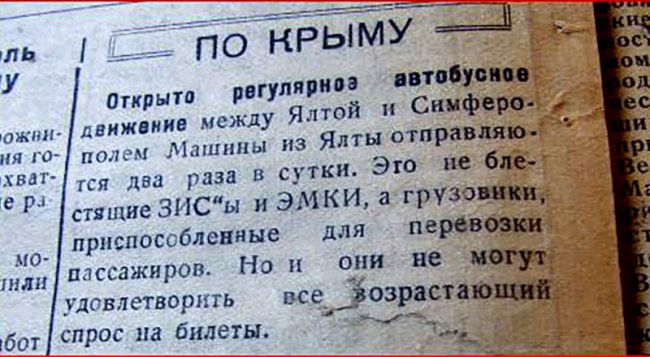 ПО КРЫМУ
Открыто регулярноэ автобусное
движение между Ялтой и Симферо-
полем Машины из Ялты отправляю-
тся два раза в сутки. Это не бле-
стящие ЗИС"ы и ЭМКИ, а грузовики,
приспособленные для перевозки
пассажиров. Но и они не могут
удовлетворить все возрастающий
спрос на билеты.